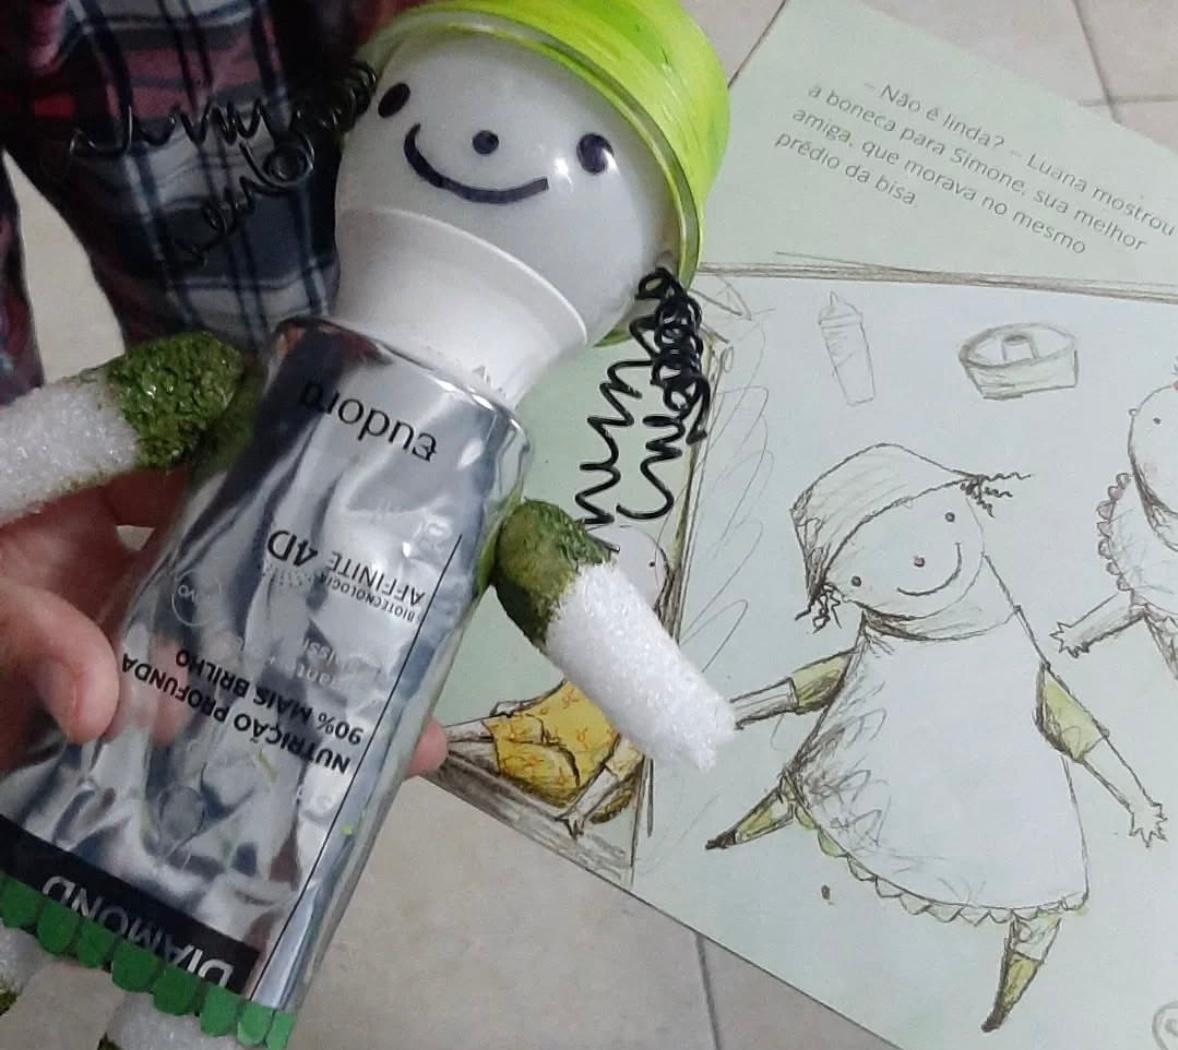 – Não é linda? – Luana mostrou
a boneca para Simone, sua melhor
amiga, que morava no mesmo
prédio da bisa.
eudora
BIOTECNOLOGIA
AFFINITÉ 4D
NUTRIÇÃO PROFUNDA
90% MAIS BRILHO
DIAMOND